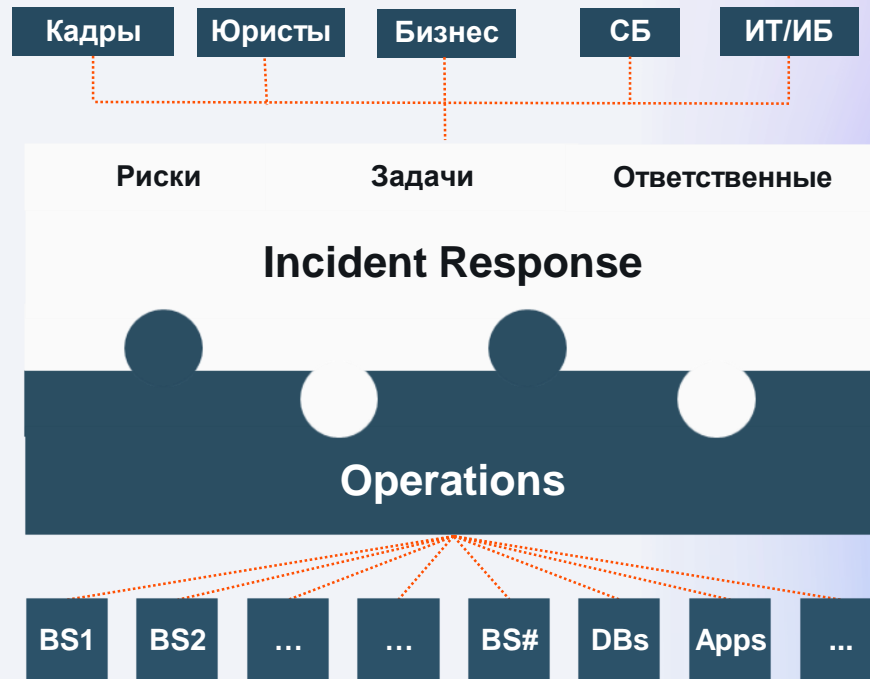 Кадры Юристы Бизнес СБ ИТ/ИБ
Риски Задачи Ответственные
Incident Response
Operations
BS1 BS2 … … BS# DBs Apps ...